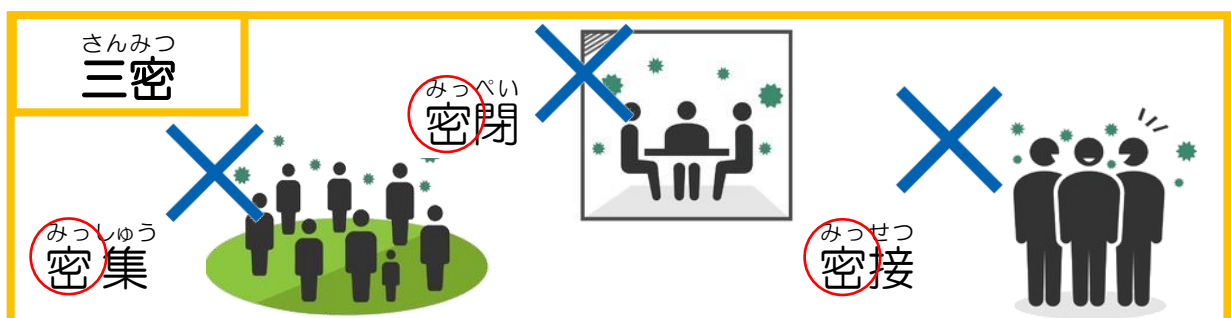 さんみつ
三密
みっぺい
密閉
みっしゅう
密集
みっせつ
密接